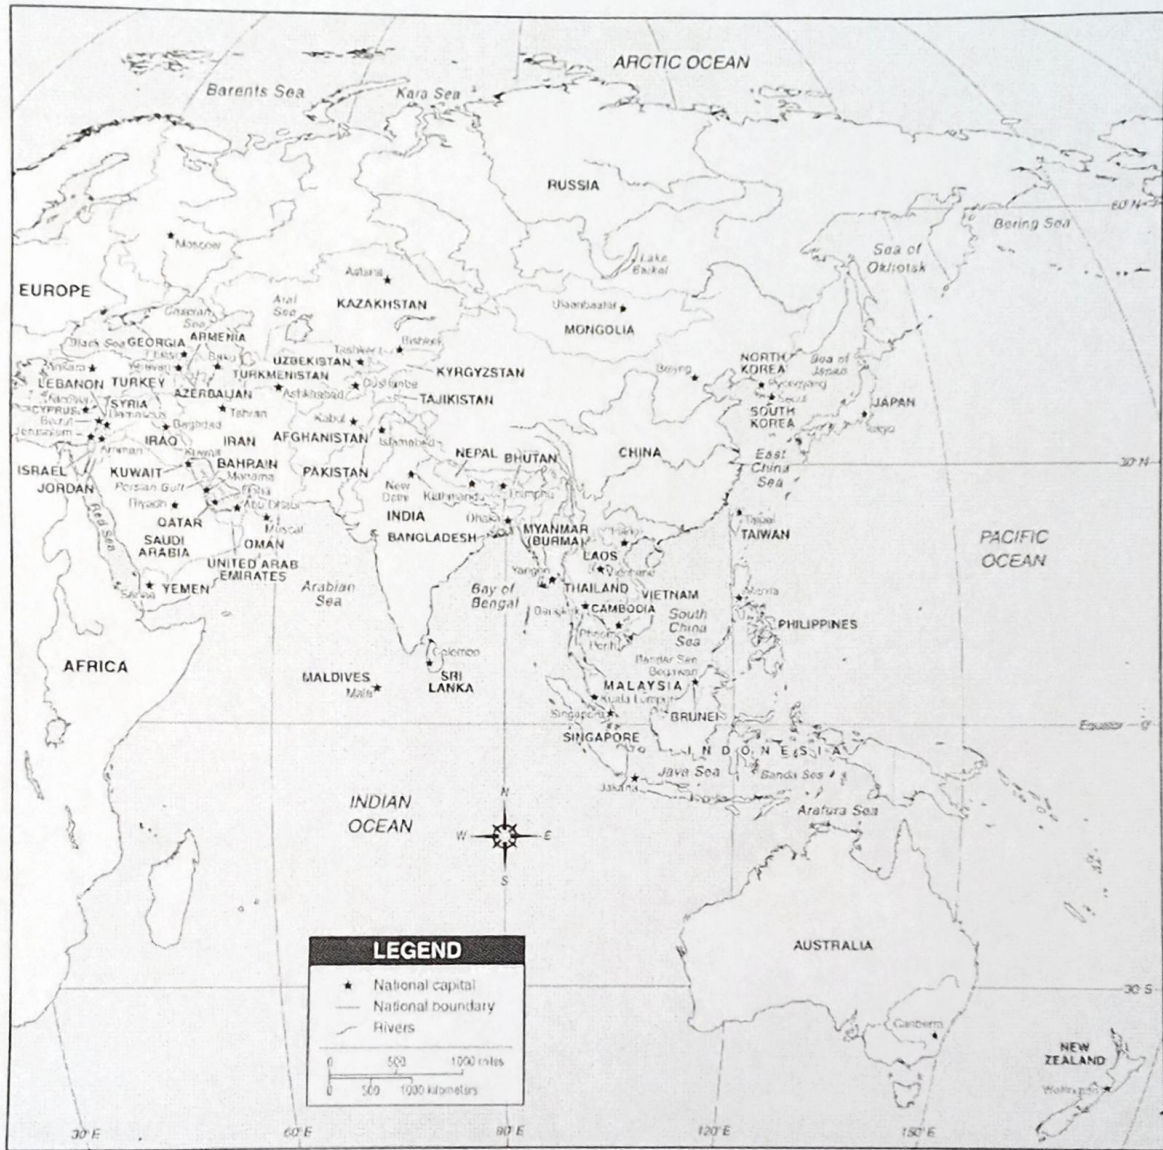 ARCTIC OCEAN
Barents Sea
Kara Sea
RUSSIA
60°N
Bering Sea
Sea of
Okhotsk
Moscow
Lake
Baikal
EUROPE
Astana
KAZAKHSTAN
Aral
Sea
Ulaanbaatar
MONGOLIA
Caspian
Sea
Black Sea
GEORGIA
ARMENIA
Baku
Tashkent
Bishkek
UZBEKISTAN
KYRGYZSTAN
TURKMENISTAN
Ashkhabad
Dushanbe
TAJIKISTAN
Beijing
NORTH
KOREA
Pyongyang
Sea of
Japan
Seoul
SOUTH
KOREA
JAPAN
Tokyo
Ankara
LEBANON
TURKEY
AZERBAIJAN
SYRIA
CYPRUS
Damascus
Beirut
Jerusalem
Baghdad
Tehran
Amman
IRAQ
IRAN
Kabul
AFGHANISTAN
Islamabad
CHINA
East
China
Sea
30°N
ISRAEL
JORDAN
KUWAIT
Kuwait
BAHRAIN
Manama
Persian Gulf
Doha
Abu Dhabi
Riyadh
QATAR
Muscat
SAUDI
ARABIA
OMAN
UNITED ARAB
EMIRATES
Red Sea
YEMEN
Sanaa
PAKISTAN
New
Delhi
NEPAL
BHUTAN
Kathmandu
Thimphu
INDIA
Dhaka
BANGLADESH
MYANMAR
(BURMA)
Hanoi
LAOS
Vientiane
Yangon
THAILAND
VIETNAM
Bangkok
CAMBODIA
Phnom
Penh
Taipei
TAIWAN
PACIFIC
OCEAN
Arabian
Sea
Bay of
Bengal
South
China
Sea
Manila
PHILIPPINES
Colombo
SRI
LANKA
MALDIVES
Male
AFRICA
Bandar Seri
Begawan
MALAYSIA
Kuala Lumpur
BRUNEI
Singapore
SINGAPORE
Equator 0°
INDONESIA
Java Sea
Banda Sea
Jakarta
Arafura Sea
INDIAN
OCEAN
N
W E
S
AUSTRALIA
Canberra
30°S
NEW
ZEALAND
Wellington
LEGEND
National capital
National boundary
Rivers
0 500 1000 miles
0 500 1000 kilometers
30°E 60°E 90°E 120°E 150°E